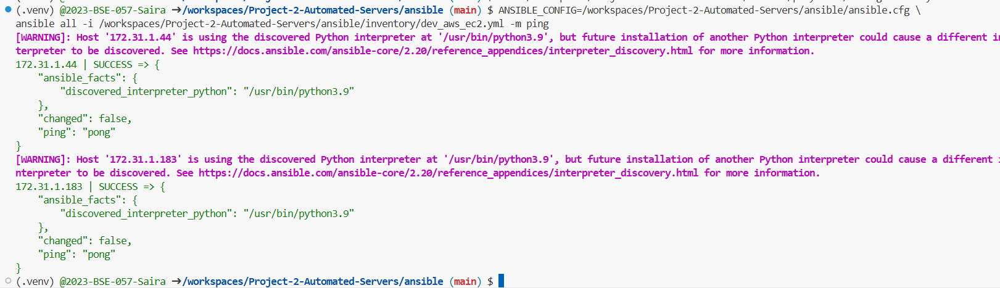 (.venv) @2023-BSE-057-Saira ➜/workspaces/Project-2-Automated-Servers/ansible (main) $ ANSIBLE_CONFIG=/workspaces/Project-2-Automated-Servers/ansible/ansible.cfg \
ansible all -i /workspaces/Project-2-Automated-Servers/ansible/inventory/dev_aws_ec2.yml -m ping
[WARNING]: Host '172.31.1.44' is using the discovered Python interpreter at '/usr/bin/python3.9', but future installation of another Python interpreter could cause a different in
terpreter to be discovered. See https://docs.ansible.com/ansible-core/2.20/reference_appendices/interpreter_discovery.html for more information.
172.31.1.44 | SUCCESS => {
    "ansible_facts": {
        "discovered_interpreter_python": "/usr/bin/python3.9"
    },
    "changed": false,
    "ping": "pong"
}
[WARNING]: Host '172.31.1.183' is using the discovered Python interpreter at '/usr/bin/python3.9', but future installation of another Python interpreter could cause a different i
nterpreter to be discovered. See https://docs.ansible.com/ansible-core/2.20/reference_appendices/interpreter_discovery.html for more information.
172.31.1.183 | SUCCESS => {
    "ansible_facts": {
        "discovered_interpreter_python": "/usr/bin/python3.9"
    },
    "changed": false,
    "ping": "pong"
}
(.venv) @2023-BSE-057-Saira ➜/workspaces/Project-2-Automated-Servers/ansible (main) $